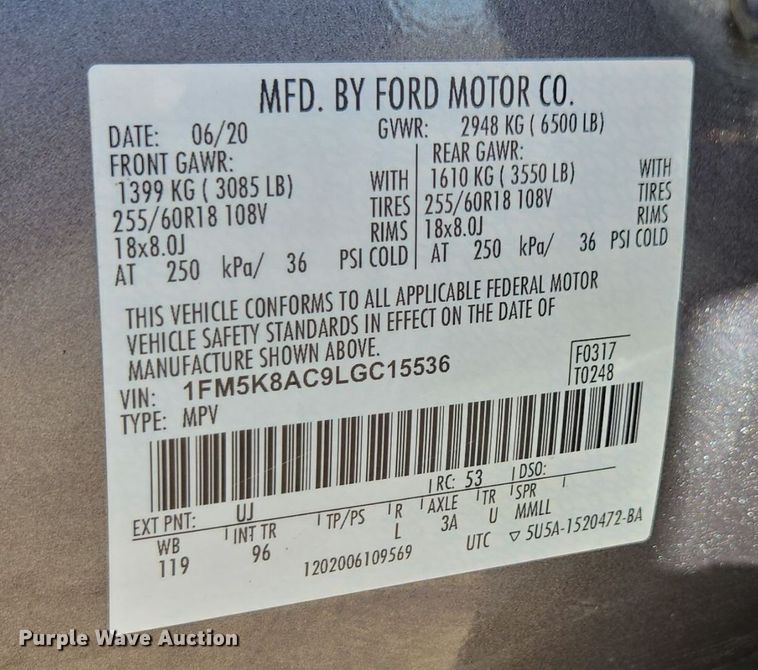 MFD. BY FORD MOTOR CO.
DATE: 06/20 GVWR: 2948 KG ( 6500 LB)
FRONT GAWR: REAR GAWR:
1399 KG ( 3085 LB) WITH 1610 KG ( 3550 LB) WITH
255/60R18 108V TIRES 255/60R18 108V TIRES
18x8.0J RIMS 18x8.0J RIMS
AT 250 kPa/ 36 PSI COLD AT 250 kPa/ 36 PSI COLD
THIS VEHICLE CONFORMS TO ALL APPLICABLE FEDERAL MOTOR
VEHICLE SAFETY STANDARDS IN EFFECT ON THE DATE OF
MANUFACTURE SHOWN ABOVE.
VIN: 1FM5K8AC9LGC15536 F0317
TYPE: MPV T0248
EXT PNT: UJ RC: 53 DSO:
WB INT TR TP/PS R AXLE TR SPR
119 96 L 3A U MMLL
1202006109569 UTC ▽ 5U5A-1520472-BA
Purple Wave Auction